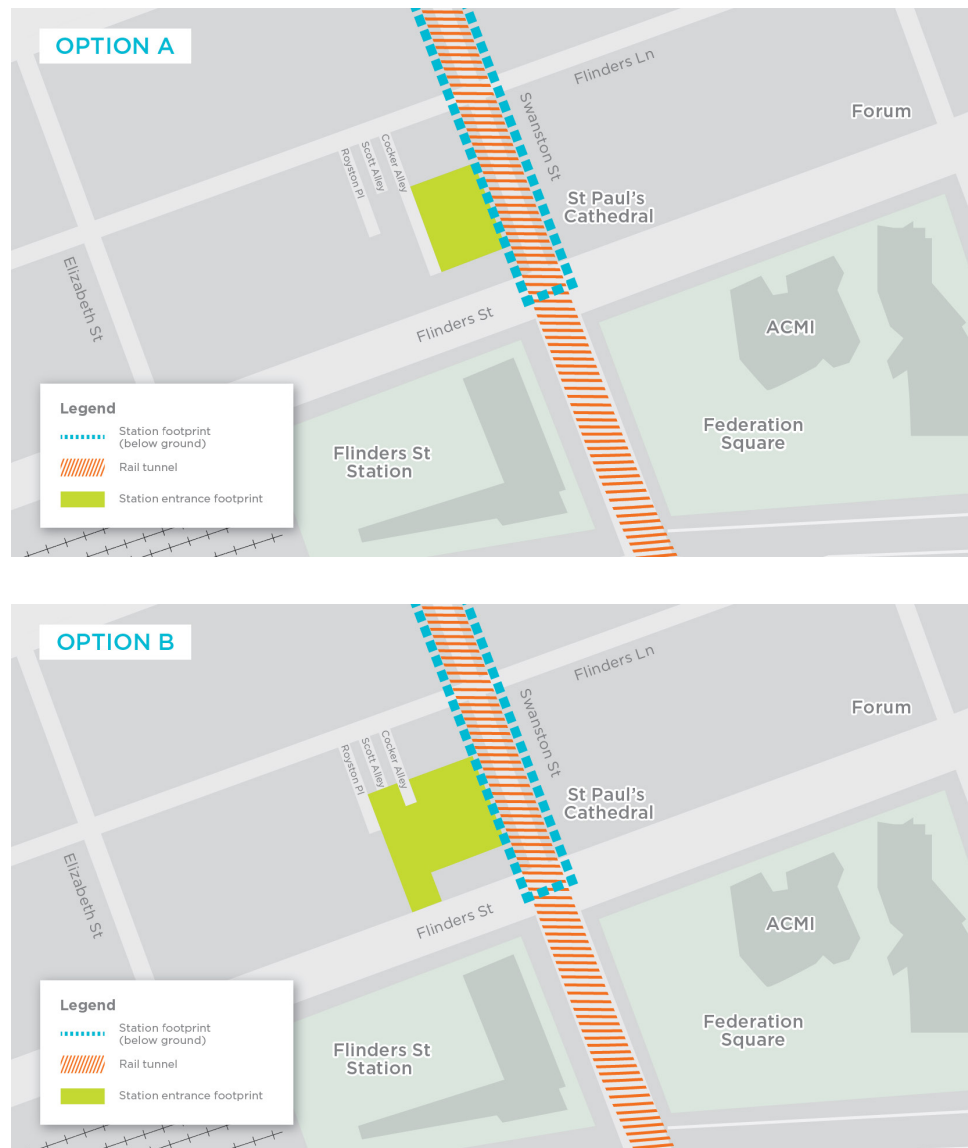 OPTION A
Flinders Ln
Swanston St
Forum
Royston Pl
Scott Alley
Cocker Alley
St Paul's
Cathedral
Elizabeth St
Flinders St
ACMI
Legend
Station footprint
(below ground)
Rail tunnel
Station entrance footprint
Flinders St
Station
Federation
Square
OPTION B
Flinders Ln
Swanston St
Forum
Royston Pl
Scott Alley
Cocker Alley
St Paul's
Cathedral
Elizabeth St
Flinders St
ACMI
Legend
Station footprint
(below ground)
Rail tunnel
Station entrance footprint
Flinders St
Station
Federation
Square